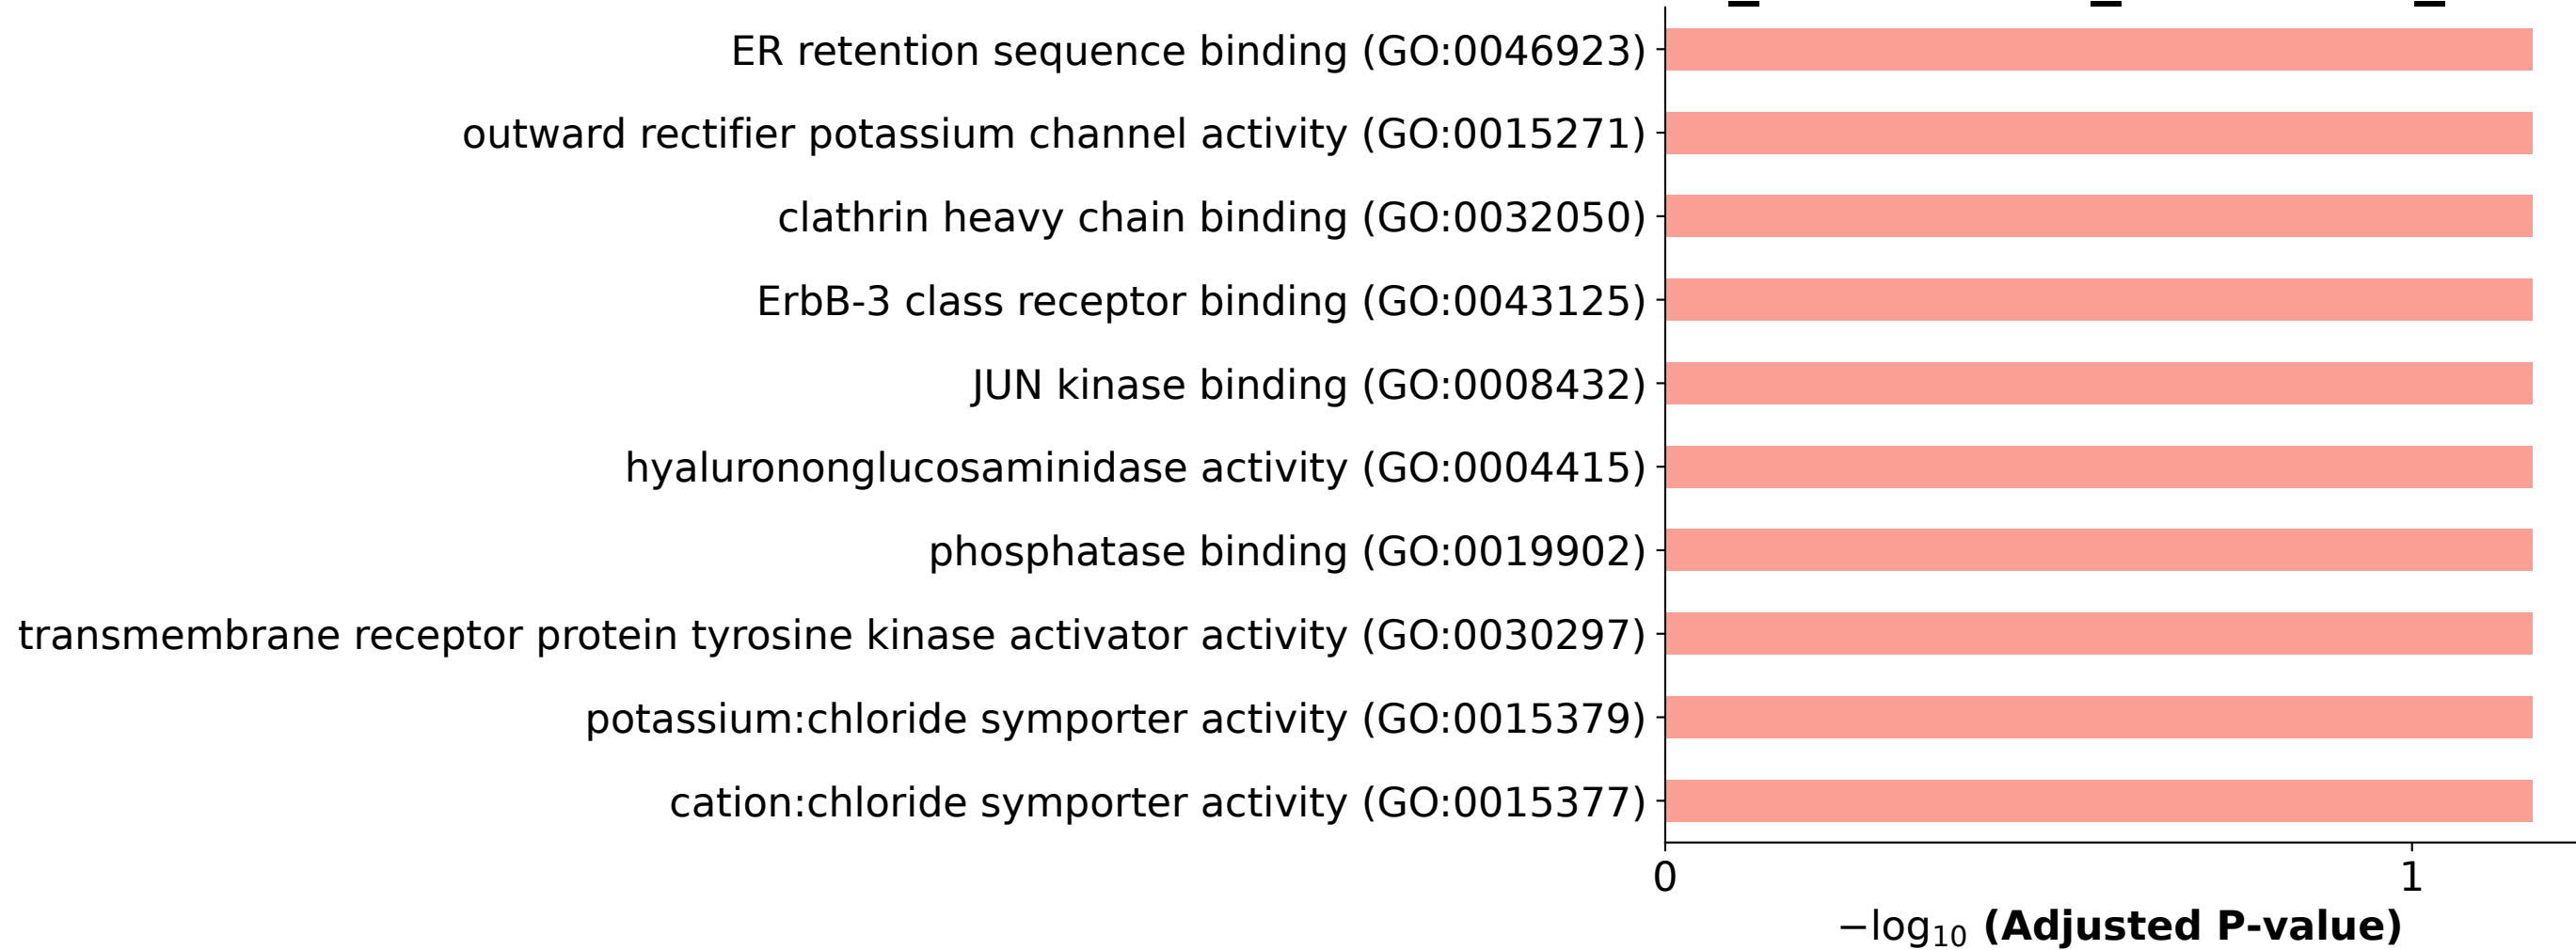 ER retention sequence binding (GO:0046923)
outward rectifier potassium channel activity (GO:0015271)
clathrin heavy chain binding (GO:0032050)
ErbB-3 class receptor binding (GO:0043125)
JUN kinase binding (GO:0008432)
hyalurononglucosaminidase activity (GO:0004415)
phosphatase binding (GO:0019902)
transmembrane receptor protein tyrosine kinase activator activity (GO:0030297)
potassium:chloride symporter activity (GO:0015379)
cation:chloride symporter activity (GO:0015377)
0 1
−log₁₀ (Adjusted P-value)